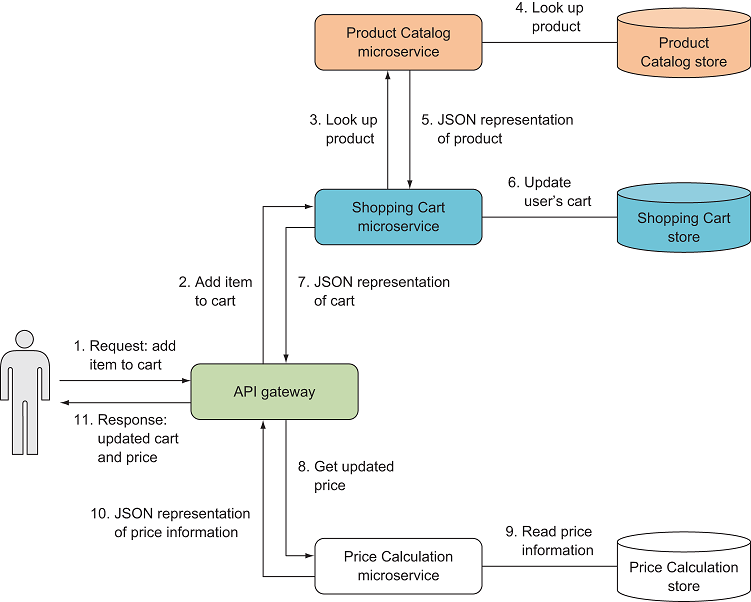 Product Catalog
microservice
4. Look up
product
Product
Catalog store
3. Look up
product
5. JSON representation
of product
Shopping Cart
microservice
6. Update
user's cart
Shopping Cart
store
2. Add item
to cart
7. JSON representation
of cart
1. Request: add
item to cart
API gateway
11. Response:
updated cart
and price
8. Get updated
price
10. JSON representation
of price information
Price Calculation
microservice
9. Read price
information
Price Calculation
store